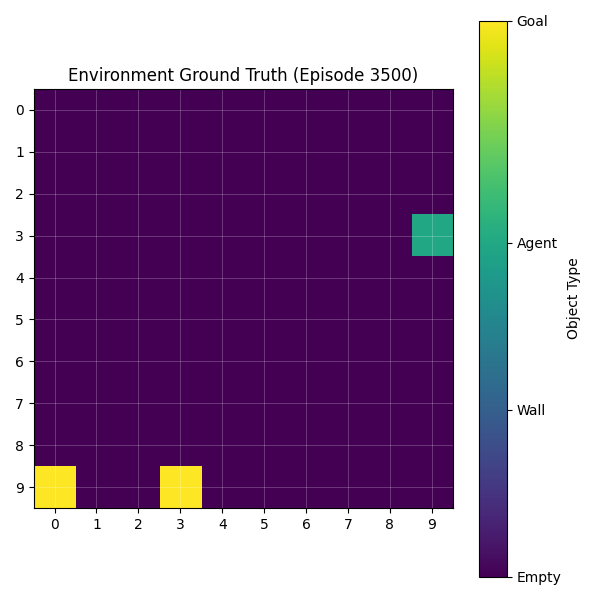 Environment Ground Truth (Episode 3500)
0
1
2
3
4
5
6
7
8
9
0 1 2 3 4 5 6 7 8 9
Goal
Agent
Wall
Empty
Object Type